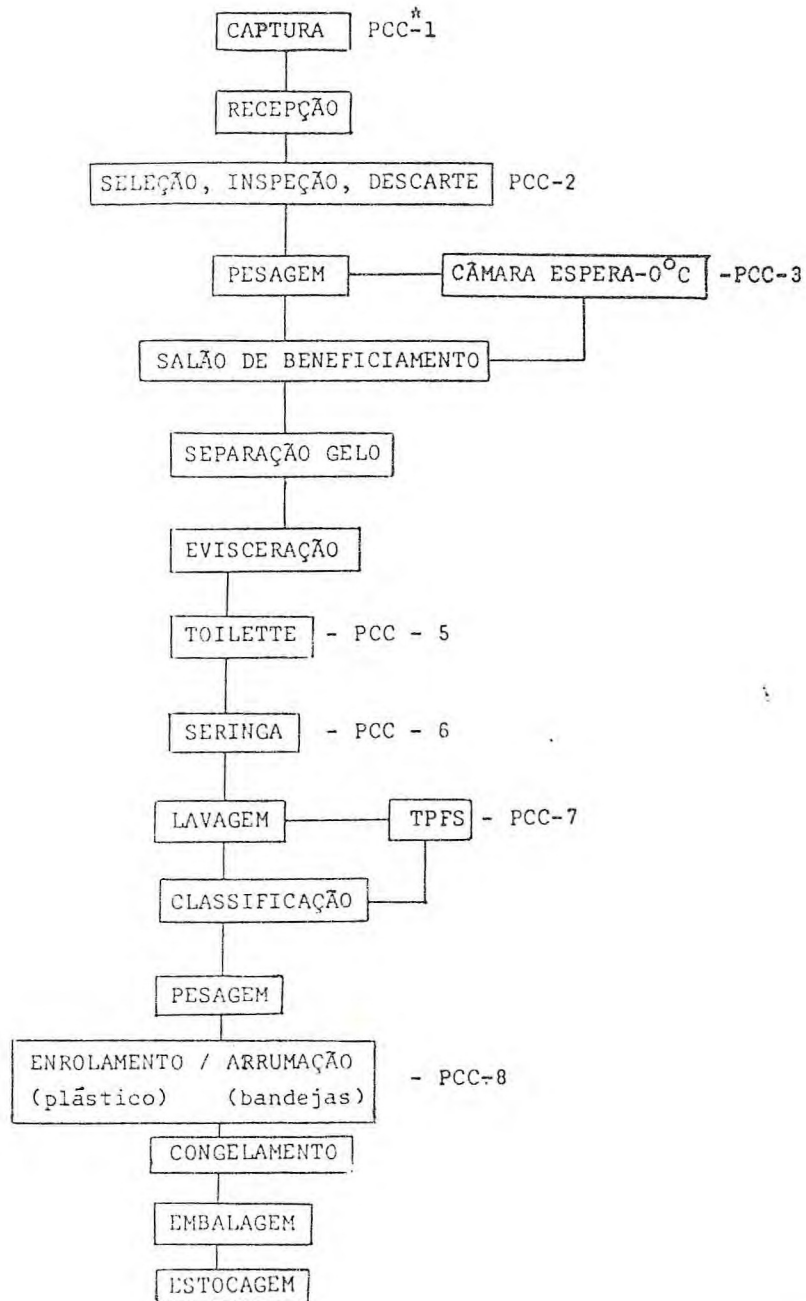 CAPTURA PCC*-1
RECEPÇÃO
SELEÇÃO, INSPEÇÃO, DESCARTE PCC-2
PESAGEM CÂMARA ESPERA-0°C -PCC-3
SALÃO DE BENEFICIAMENTO
SEPARAÇÃO GELO
EVISCERAÇÃO
TOILETTE - PCC - 5
SERINGA - PCC - 6
LAVAGEM TPFS - PCC-7
CLASSIFICAÇÃO
PESAGEM
ENROLAMENTO / ARRUMAÇÃO - PCC-8
(plástico) (bandejas)
CONGELAMENTO
EMBALAGEM
ESTOCAGEM